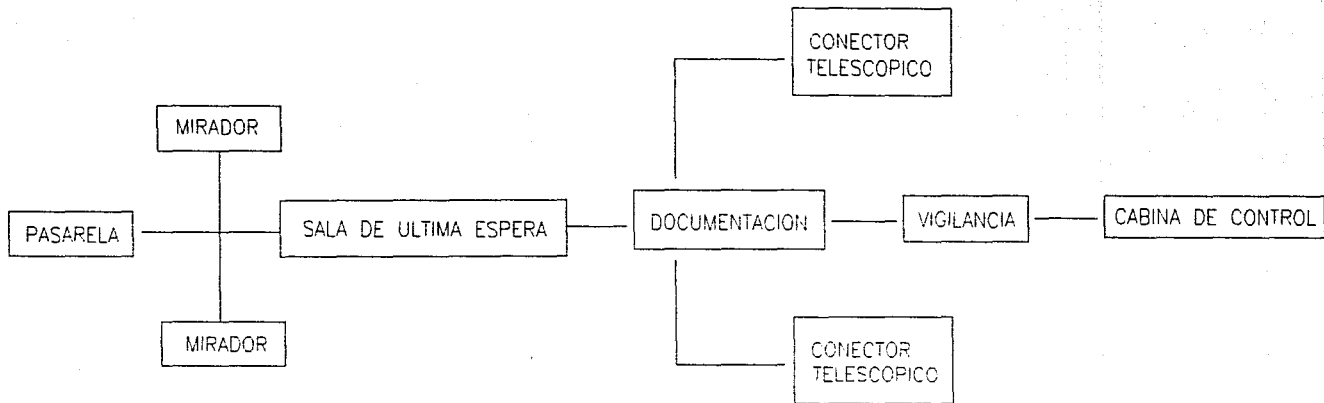 CONECTOR
TELESCOPICO
MIRADOR
PASARELA
SALA DE ULTIMA ESPERA
DOCUMENTACION
VIGILANCIA
CABINA DE CONTROL
MIRADOR
CONECTOR
TELESCOPICO